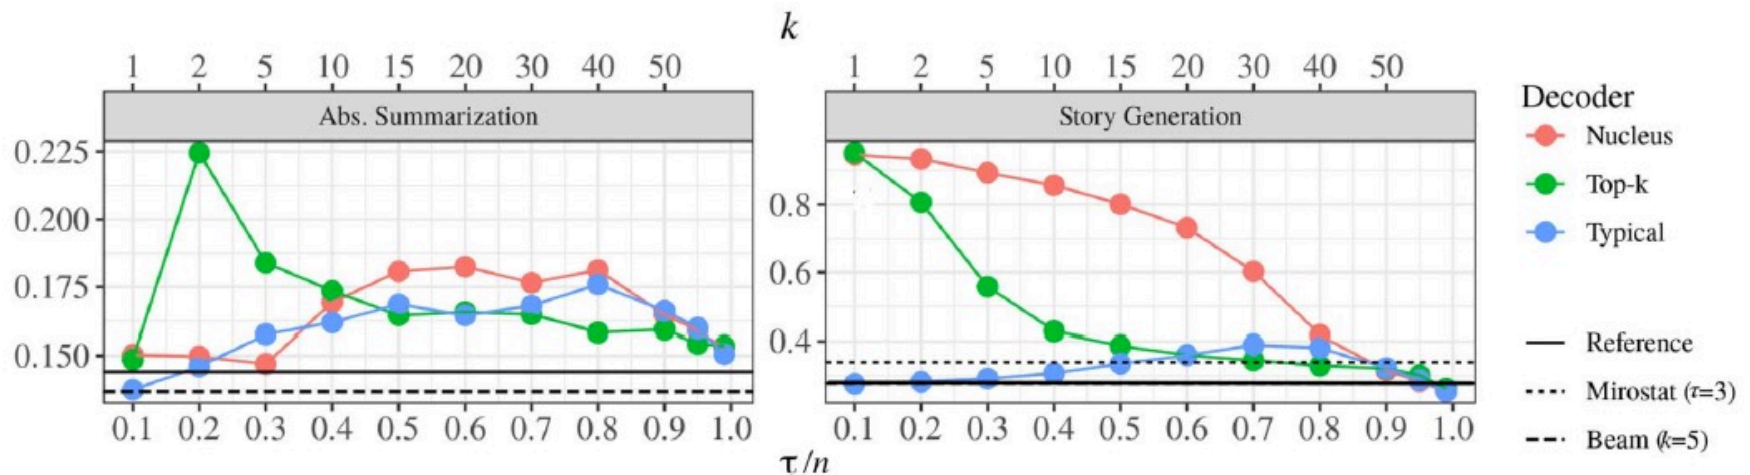 k
1 2 5 10 15 20 30 40 50
1 2 5 10 15 20 30 40 50
Abs. Summarization
Story Generation
0.225
0.200
0.175
0.150
0.8
0.6
0.4
0.1 0.2 0.3 0.4 0.5 0.6 0.7 0.8 0.9 1.0
0.1 0.2 0.3 0.4 0.5 0.6 0.7 0.8 0.9 1.0
τ/n
Decoder
Nucleus
Top-k
Typical
Reference
Mirostat (τ=3)
Beam (k=5)